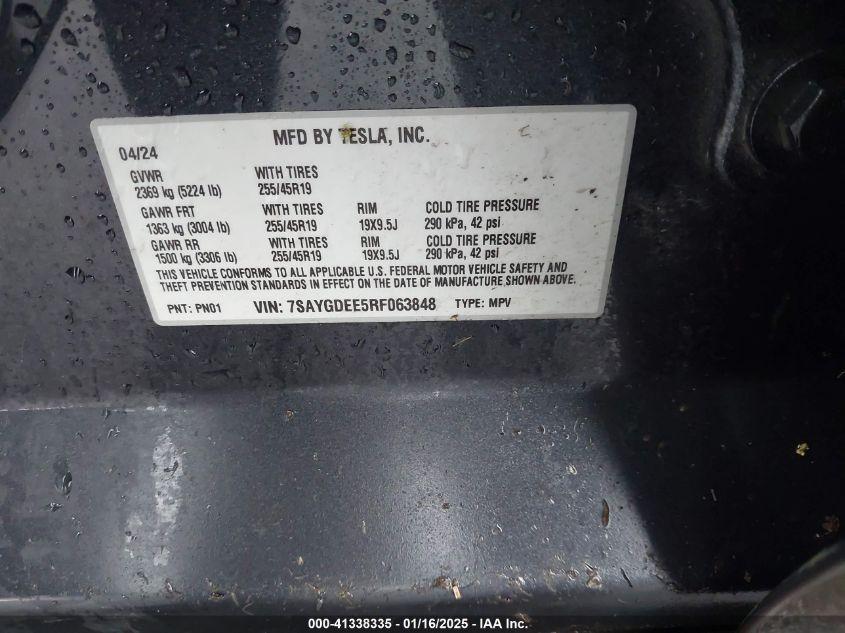 MFD BY TESLA, INC.
04/24
GVWR WITH TIRES
2369 kg (5224 lb) 255/45R19
GAWR FRT WITH TIRES RIM COLD TIRE PRESSURE
1363 kg (3004 lb) 255/45R19 19X9.5J 290 kPa, 42 psi
GAWR RR WITH TIRES RIM COLD TIRE PRESSURE
1500 kg (3306 lb) 255/45R19 19X9.5J 290 kPa, 42 psi
THIS VEHICLE CONFORMS TO ALL APPLICABLE U.S. FEDERAL MOTOR VEHICLE SAFETY AND
THEFT PREVENTION STANDARDS IN EFFECT ON THE DATE OF MANUFACTURE SHOWN ABOVE.
PNT: PN01 VIN: 7SAYGDEE5RF063848 TYPE: MPV
000-41338335 - 01/16/2025 - IAA Inc.